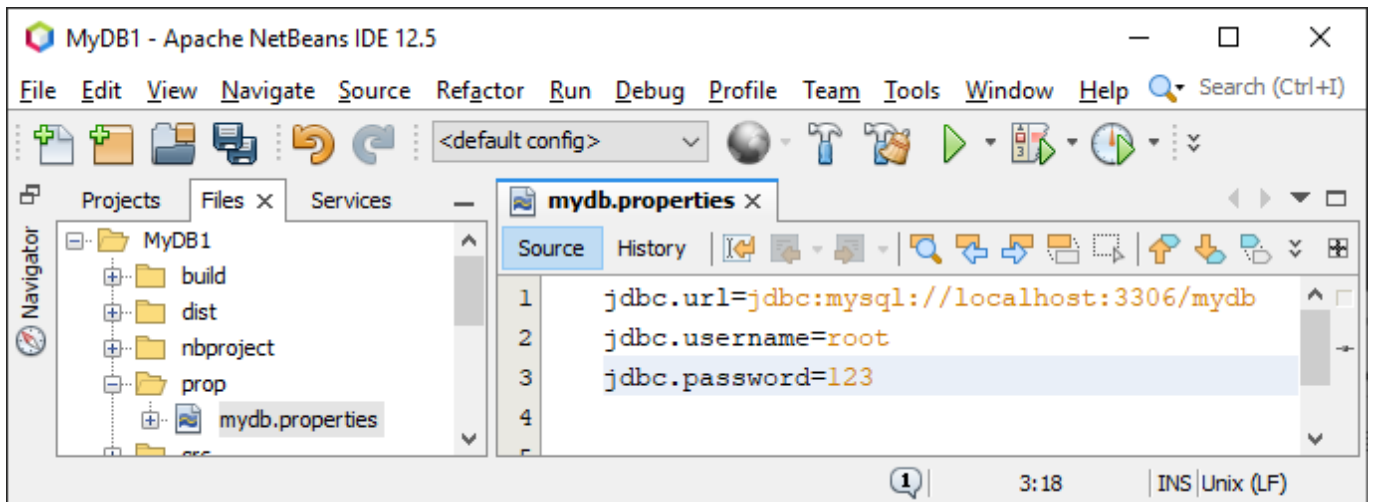 MyDB1 - Apache NetBeans IDE 12.5
File Edit View Navigate Source Refactor Run Debug Profile Team Tools Window Help Search (Ctrl+I)
<default config>
Projects Files Services
Navigator
MyDB1
build
dist
nbproject
prop
mydb.properties
src
mydb.properties
Source History
1 jdbc.url=jdbc:mysql://localhost:3306/mydb
2 jdbc.username=root
3 jdbc.password=123
4
5
1 3:18 INS Unix (LF)